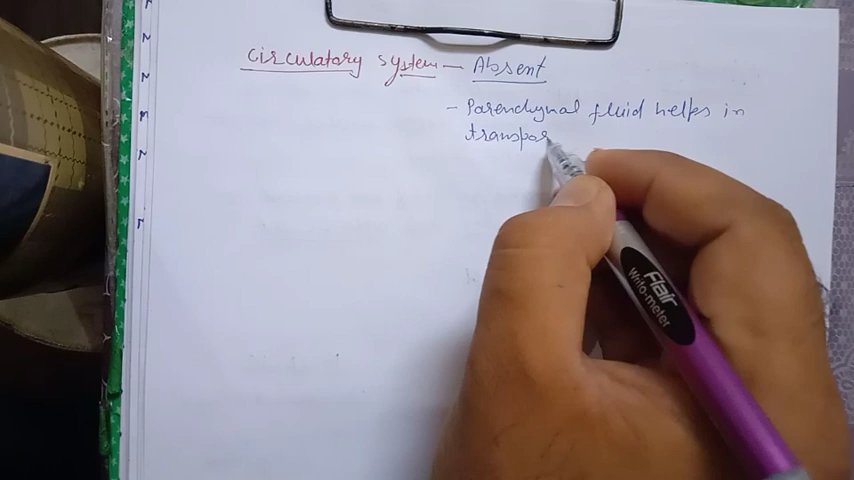 Circulatory system — Absent
- Parenchymal fluid helps in
transpor
Flair
Writo-meter